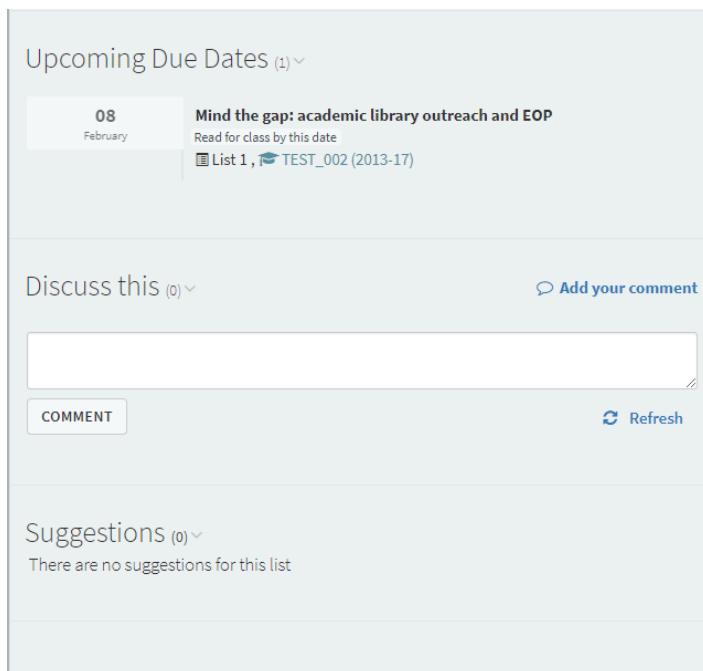 Upcoming Due Dates (1)
08
February
Mind the gap: academic library outreach and EOP
Read for class by this date
List 1 , TEST_002 (2013-17)
Discuss this (0)
Add your comment
COMMENT
Refresh
Suggestions (0)
There are no suggestions for this list